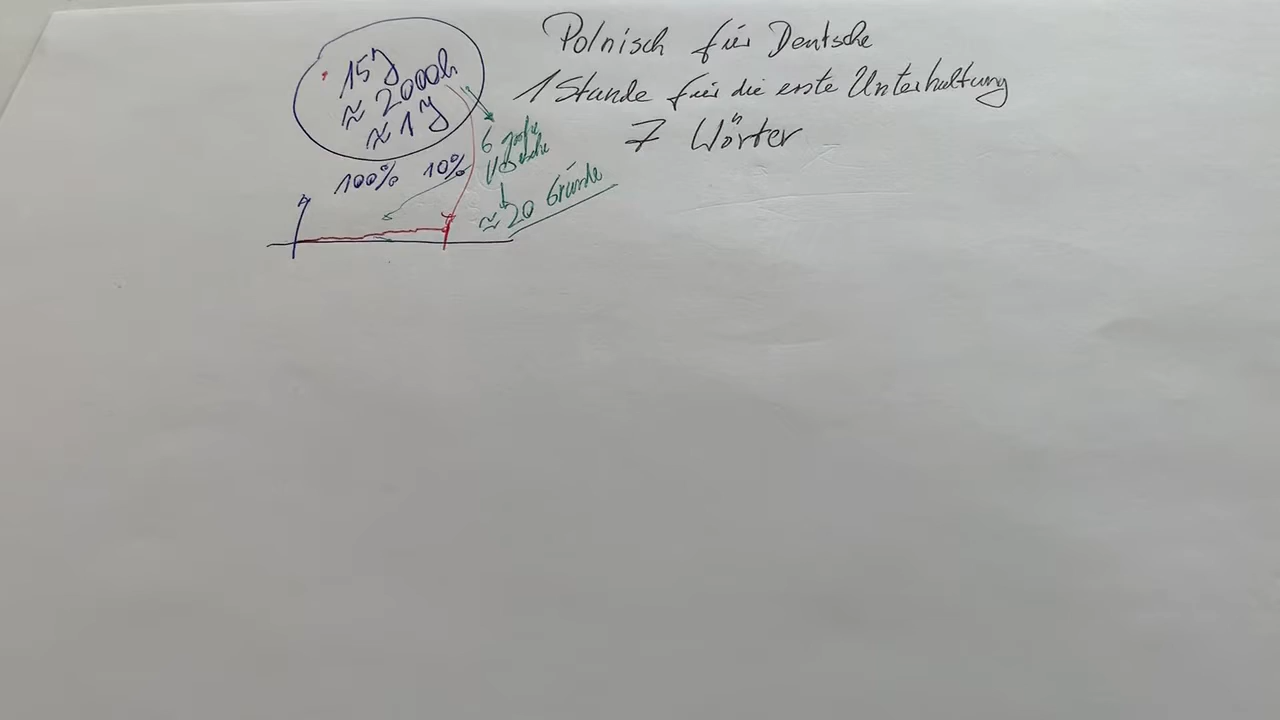 15J
≈ 2000h
≈ 1J
100% 10%
6 große
≈ 20 Gründe
Polnisch für Deutsche
1 Stunde für die erste Unterhaltung
7 Wörter